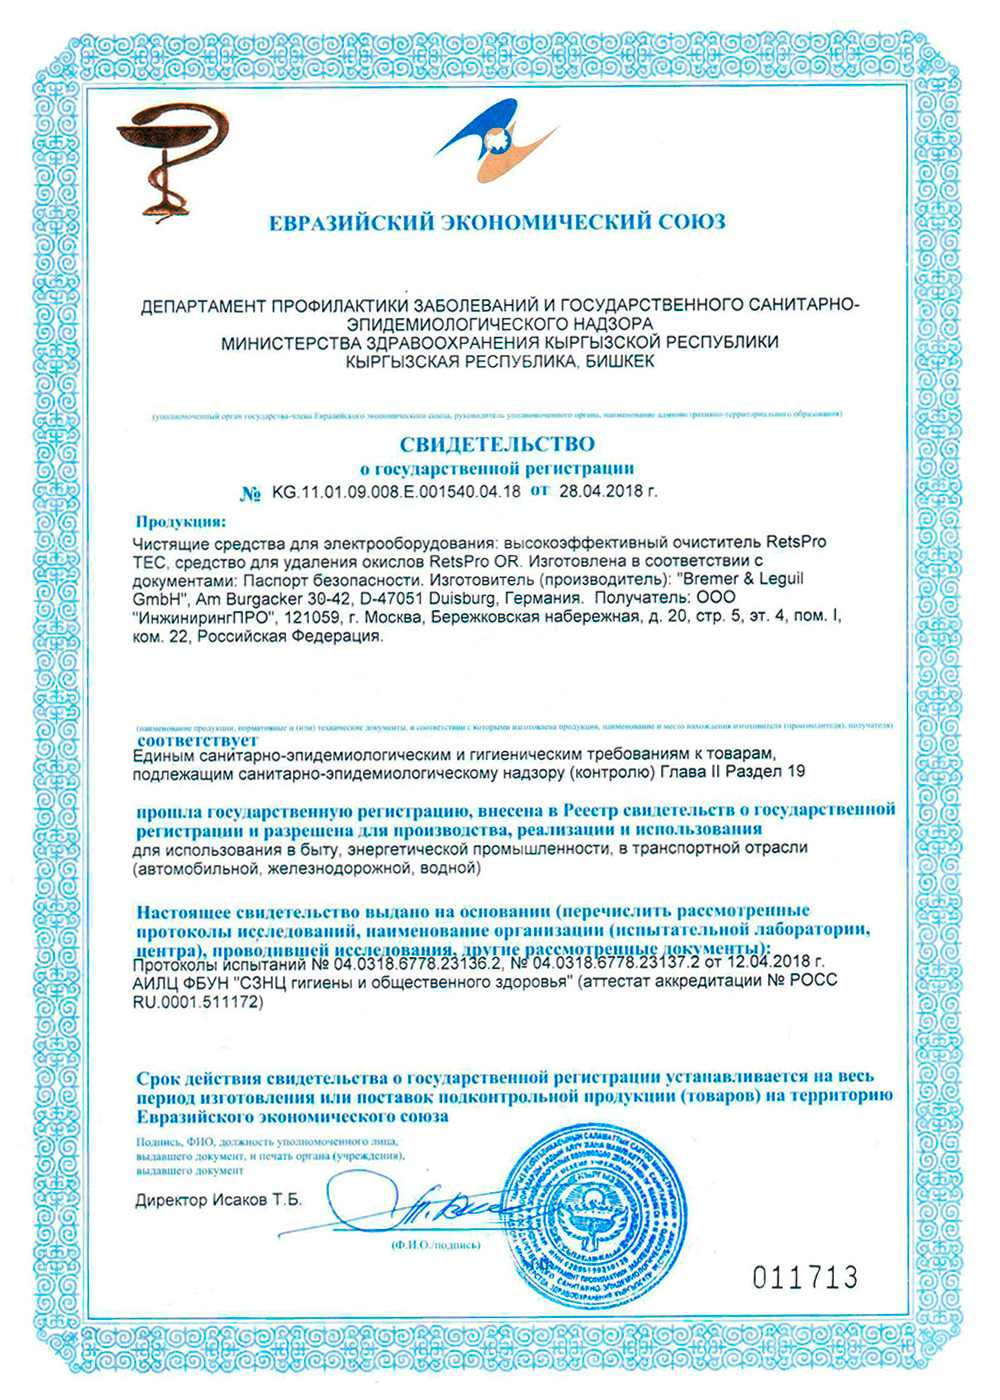 ЕВРАЗИЙСКИЙ ЭКОНОМИЧЕСКИЙ СОЮЗ
ДЕПАРТАМЕНТ ПРОФИЛАКТИКИ ЗАБОЛЕВАНИЙ И ГОСУДАРСТВЕННОГО САНИТАРНО-
ЭПИДЕМИОЛОГИЧЕСКОГО НАДЗОРА
МИНИСТЕРСТВА ЗДРАВООХРАНЕНИЯ КЫРГЫЗСКОЙ РЕСПУБЛИКИ
КЫРГЫЗСКАЯ РЕСПУБЛИКА, БИШКЕК
(уполномоченный орган государства-члена Евразийского экономического союза, руководитель уполномоченного органа, наименование административно-территориального образования)
СВИДЕТЕЛЬСТВО
о государственной регистрации
№ KG.11.01.09.008.E.001540.04.18 от 28.04.2018 г.
Продукция:
Чистящие средства для электрооборудования: высокоэффективный очиститель RetsPro
TEC, средство для удаления окислов RetsPro OR. Изготовлена в соответствии с
документами: Паспорт безопасности. Изготовитель (производитель): "Bremer & Leguil
GmbH", Am Burgacker 30-42, D-47051 Duisburg, Германия. Получатель: ООО
"ИнжинирингПРО", 121059, г. Москва, Бережковская набережная, д. 20, стр. 5, эт. 4, пом. I,
ком. 22, Российская Федерация.
(наименование продукции, нормативные и (или) технические документы, в соответствии с которыми изготовлена продукция, наименование и место нахождения изготовителя (производителя), получателя)
соответствует
Единым санитарно-эпидемиологическим и гигиеническим требованиям к товарам,
подлежащим санитарно-эпидемиологическому надзору (контролю) Глава II Раздел 19
прошла государственную регистрацию, внесена в Реестр свидетельств о государственной
регистрации и разрешена для производства, реализации и использования
для использования в быту, энергетической промышленности, в транспортной отрасли
(автомобильной, железнодорожной, водной)
Настоящее свидетельство выдано на основании (перечислить рассмотренные
протоколы исследований, наименование организации (испытательной лаборатории,
центра), проводившей исследования, другие рассмотренные документы):
Протоколы испытаний № 04.0318.6778.23136.2, № 04.0318.6778.23137.2 от 12.04.2018 г.
АИЛЦ ФБУН "СЗНЦ гигиены и общественного здоровья" (аттестат аккредитации № РОСС
RU.0001.511172)
Срок действия свидетельства о государственной регистрации устанавливается на весь
период изготовления или поставок подконтрольной продукции (товаров) на территорию
Евразийского экономического союза
Подпись, ФИО, должность уполномоченного лица,
выдавшего документ, и печать органа (учреждения),
выдавшего документ
Директор Исаков Т.Б.
(Ф.И.О./подпись)
011713